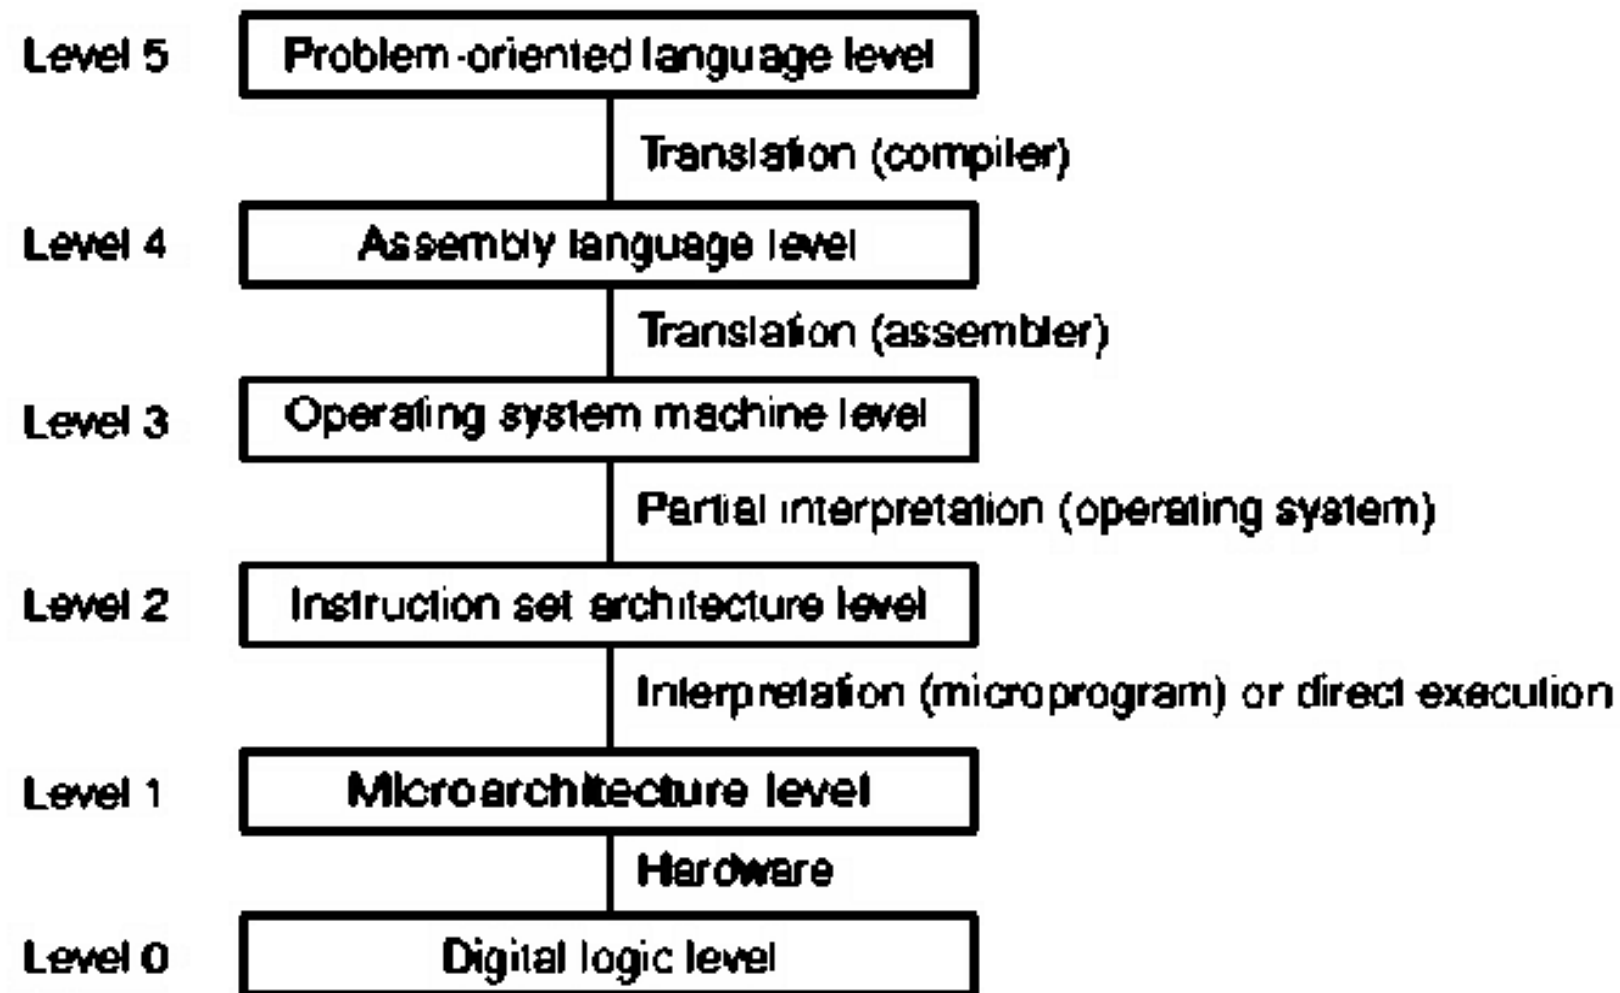 Level 5 Problem-oriented language level
Translation (compiler)
Level 4 Assembly language level
Translation (assembler)
Level 3 Operating system machine level
Partial interpretation (operating system)
Level 2 Instruction set architecture level
Interpretation (microprogram) or direct execution
Level 1 Microarchitecture level
Hardware
Level 0 Digital logic level